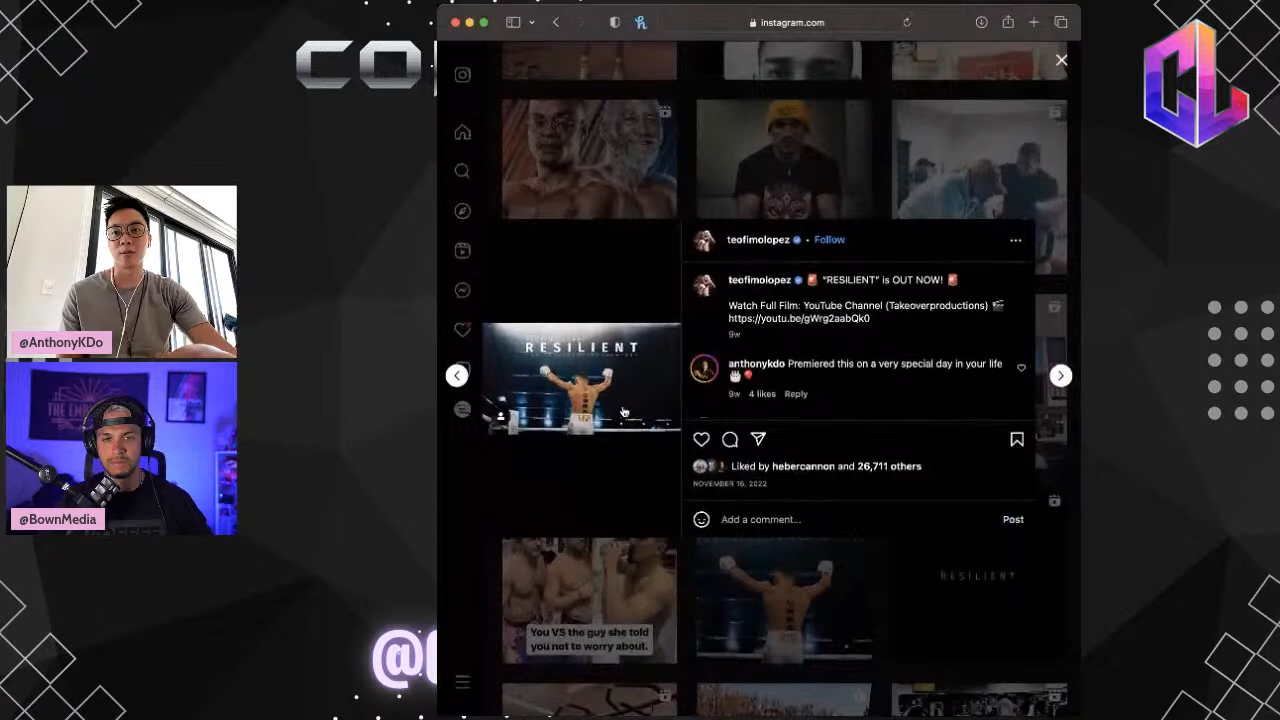 instagram.com
CO
CL
teofimolopez • Follow
teofimolopez 🚨 “RESILIENT” is OUT NOW! 🚨
Watch Full Film: YouTube Channel (Takeoverproductions) 🎬
https://youtu.be/gWrg2aabQk0
9w
RESILIENT
anthonykdo Premiered this on a very special day in your life
🎂🎈
9w 4 likes Reply
@AnthonyKDo
Liked by hebercannon and 26,711 others
NOVEMBER 16, 2022
@BownMedia
Add a comment... Post
RESILIENT
You VS the guy she told
you not to worry about.
@